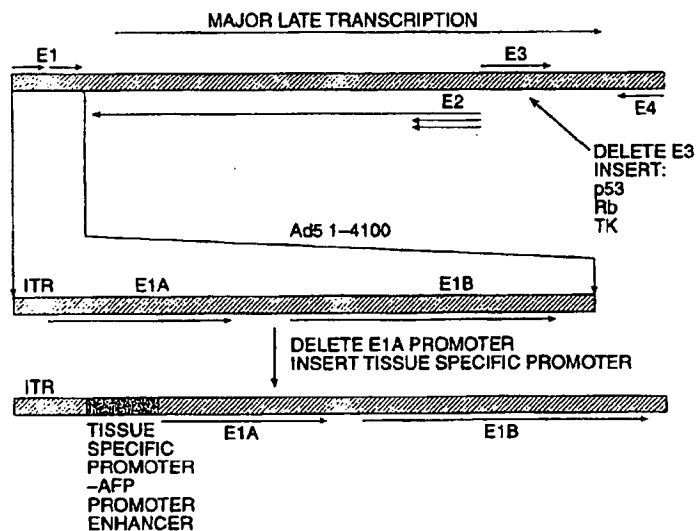 MAJOR LATE TRANSCRIPTION
E1
E3
E2
E4
DELETE E3
INSERT:
p53
Rb
TK
Ad5 1–4100
ITR
E1A
E1B
DELETE E1A PROMOTER
INSERT TISSUE SPECIFIC PROMOTER
ITR
E1A
E1B
TISSUE
SPECIFIC
PROMOTER
–AFP
PROMOTER
ENHANCER